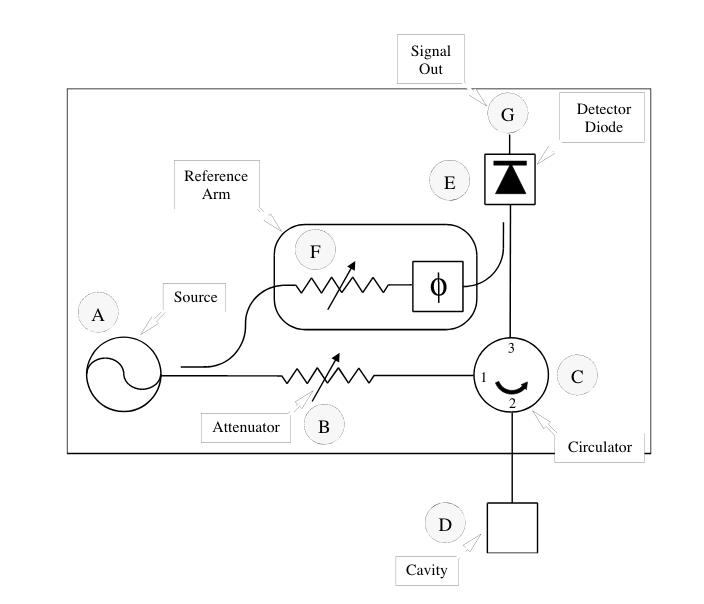 Signal
Out
G
Detector
Diode
E
Reference
Arm
F
ϕ
Source
A
3
1
2
C
Attenuator
B
Circulator
D
Cavity